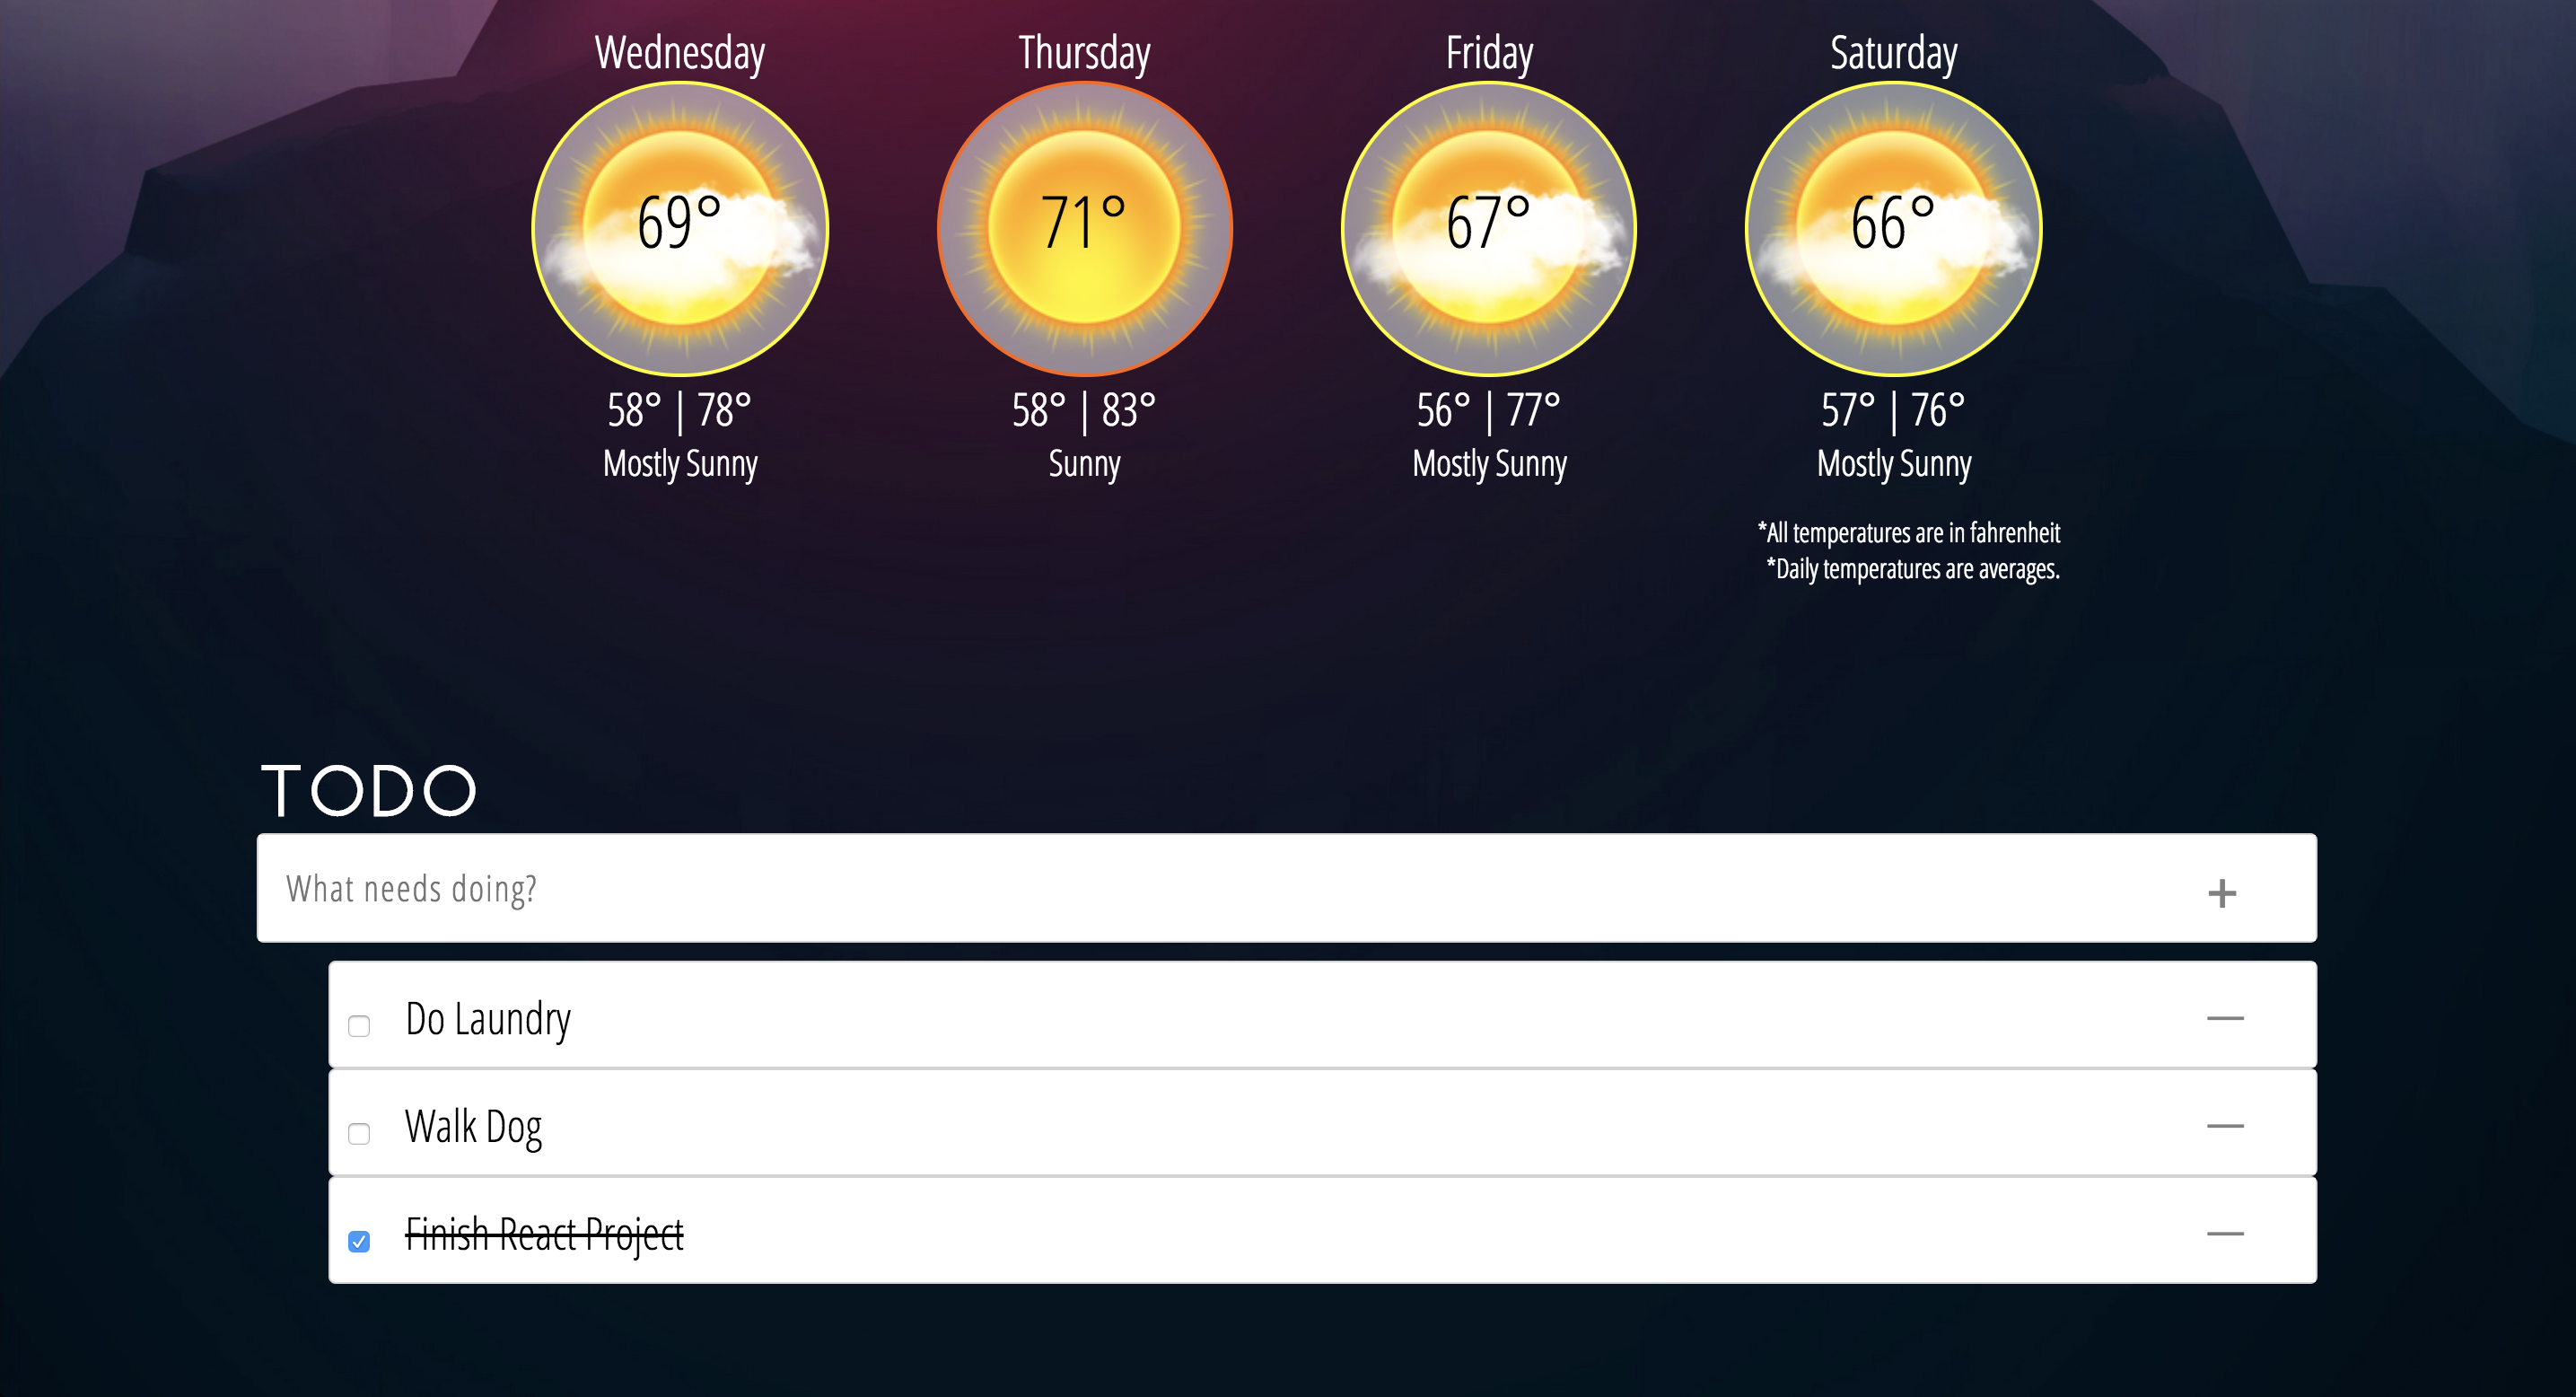 Wednesday Thursday Friday Saturday
69° 71° 67° 66°
58° | 78° 58° | 83° 56° | 77° 57° | 76°
Mostly Sunny Sunny Mostly Sunny Mostly Sunny
*All temperatures are in fahrenheit
*Daily temperatures are averages.
TODO
What needs doing? +
Do Laundry —
Walk Dog —
Finish React Project —